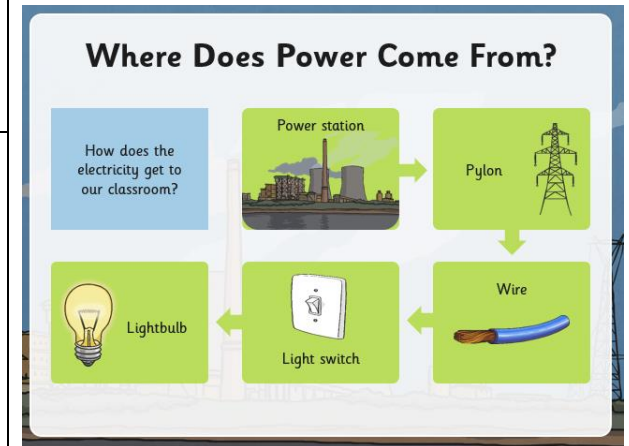 Where Does Power Come From?
How does the
electricity get to
our classroom?
Power station
Pylon
Wire
Light switch
Lightbulb